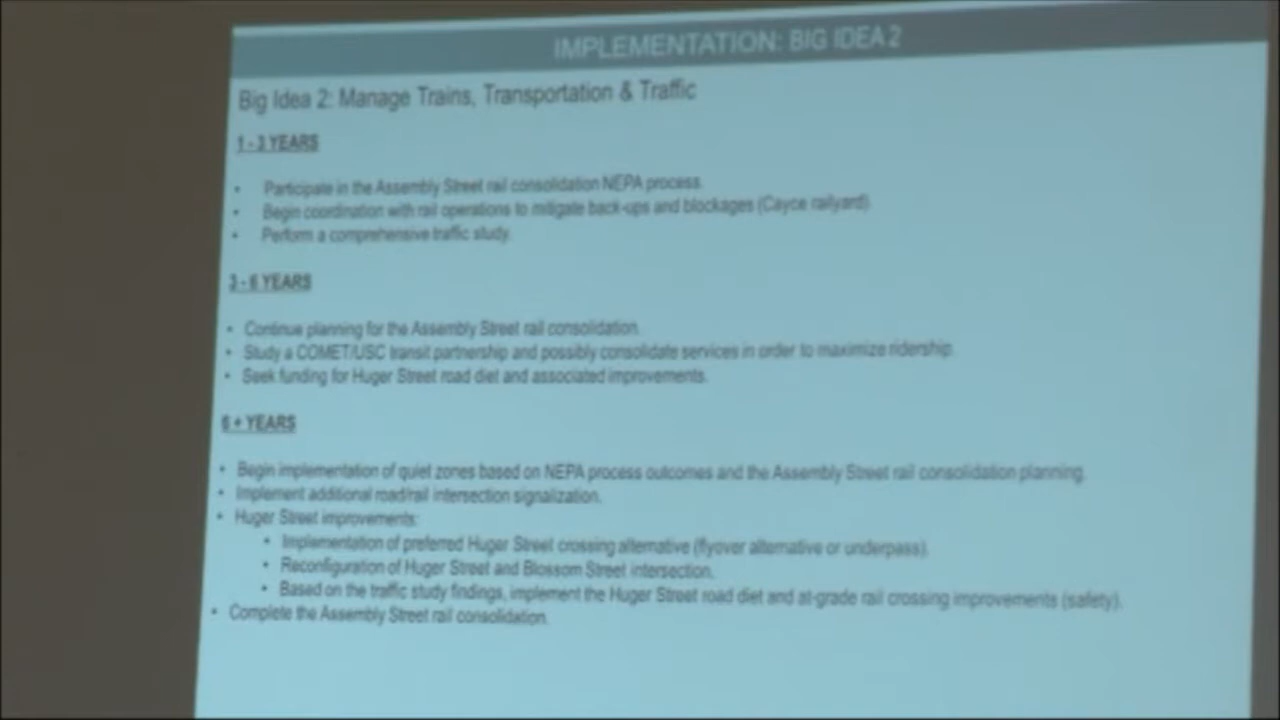 IMPLEMENTATION: BIG IDEA 2
Big Idea 2: Manage Trains, Transportation & Traffic
1 - 3 YEARS
• Participate in the Assembly Street rail consolidation NEPA process.
• Begin coordination with rail operations to mitigate back-ups and blockages (Cayce railyard).
• Perform a comprehensive traffic study.
3 - 6 YEARS
• Continue planning for the Assembly Street rail consolidation.
• Study a COMET/USC transit partnership and possibly consolidate services in order to maximize ridership.
• Seek funding for Huger Street road diet and associated improvements.
6 + YEARS
• Begin implementation of quiet zones based on NEPA process outcomes and the Assembly Street rail consolidation planning.
• Implement additional road/rail intersection signalization.
• Huger Street improvements:
• Implementation of preferred Huger Street crossing alternative (flyover alternative or underpass).
• Reconfiguration of Huger Street and Blossom Street intersection.
• Based on the traffic study findings, implement the Huger Street road diet and at-grade rail crossing improvements (safety).
• Complete the Assembly Street rail consolidation.